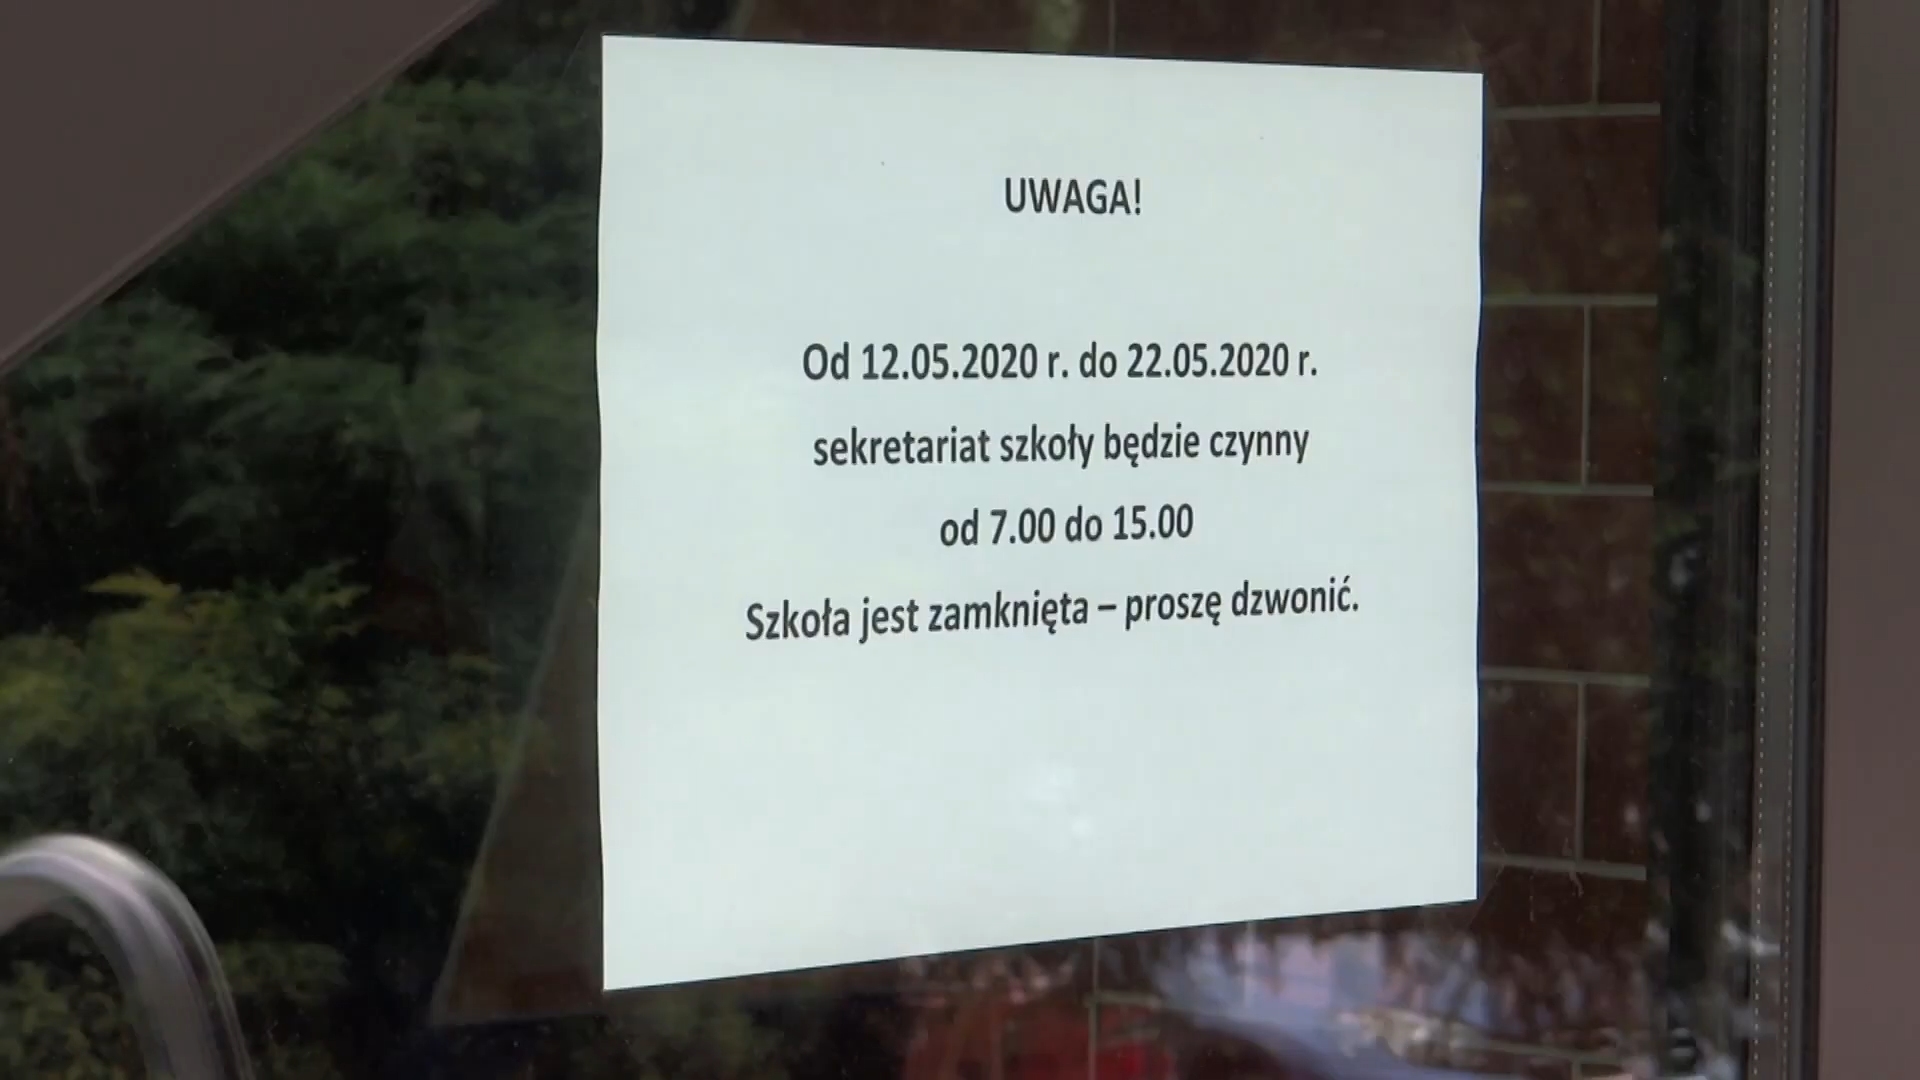 UWAGA!
Od 12.05.2020 r. do 22.05.2020 r.
sekretariat szkoły będzie czynny
od 7.00 do 15.00
Szkoła jest zamknięta – proszę dzwonić.